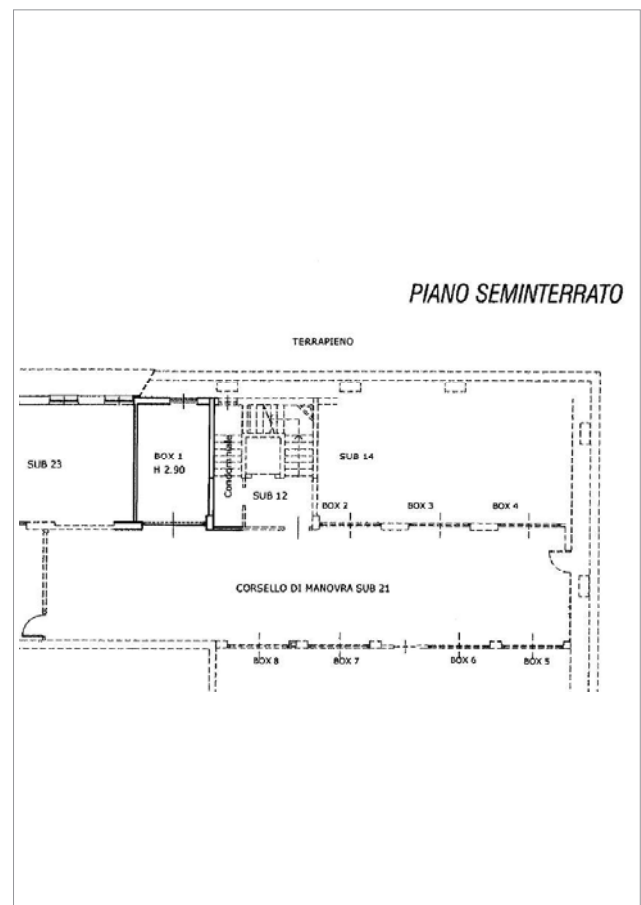 PIANO SEMINTERRATO
TERRAPIENO
SUB 23
BOX 1
H 2.90
Condominiale
SUB 12
SUB 14
BOX 2
BOX 3
BOX 4
CORSELLO DI MANOVRA SUB 21
BOX 8
BOX 7
BOX 6
BOX 5